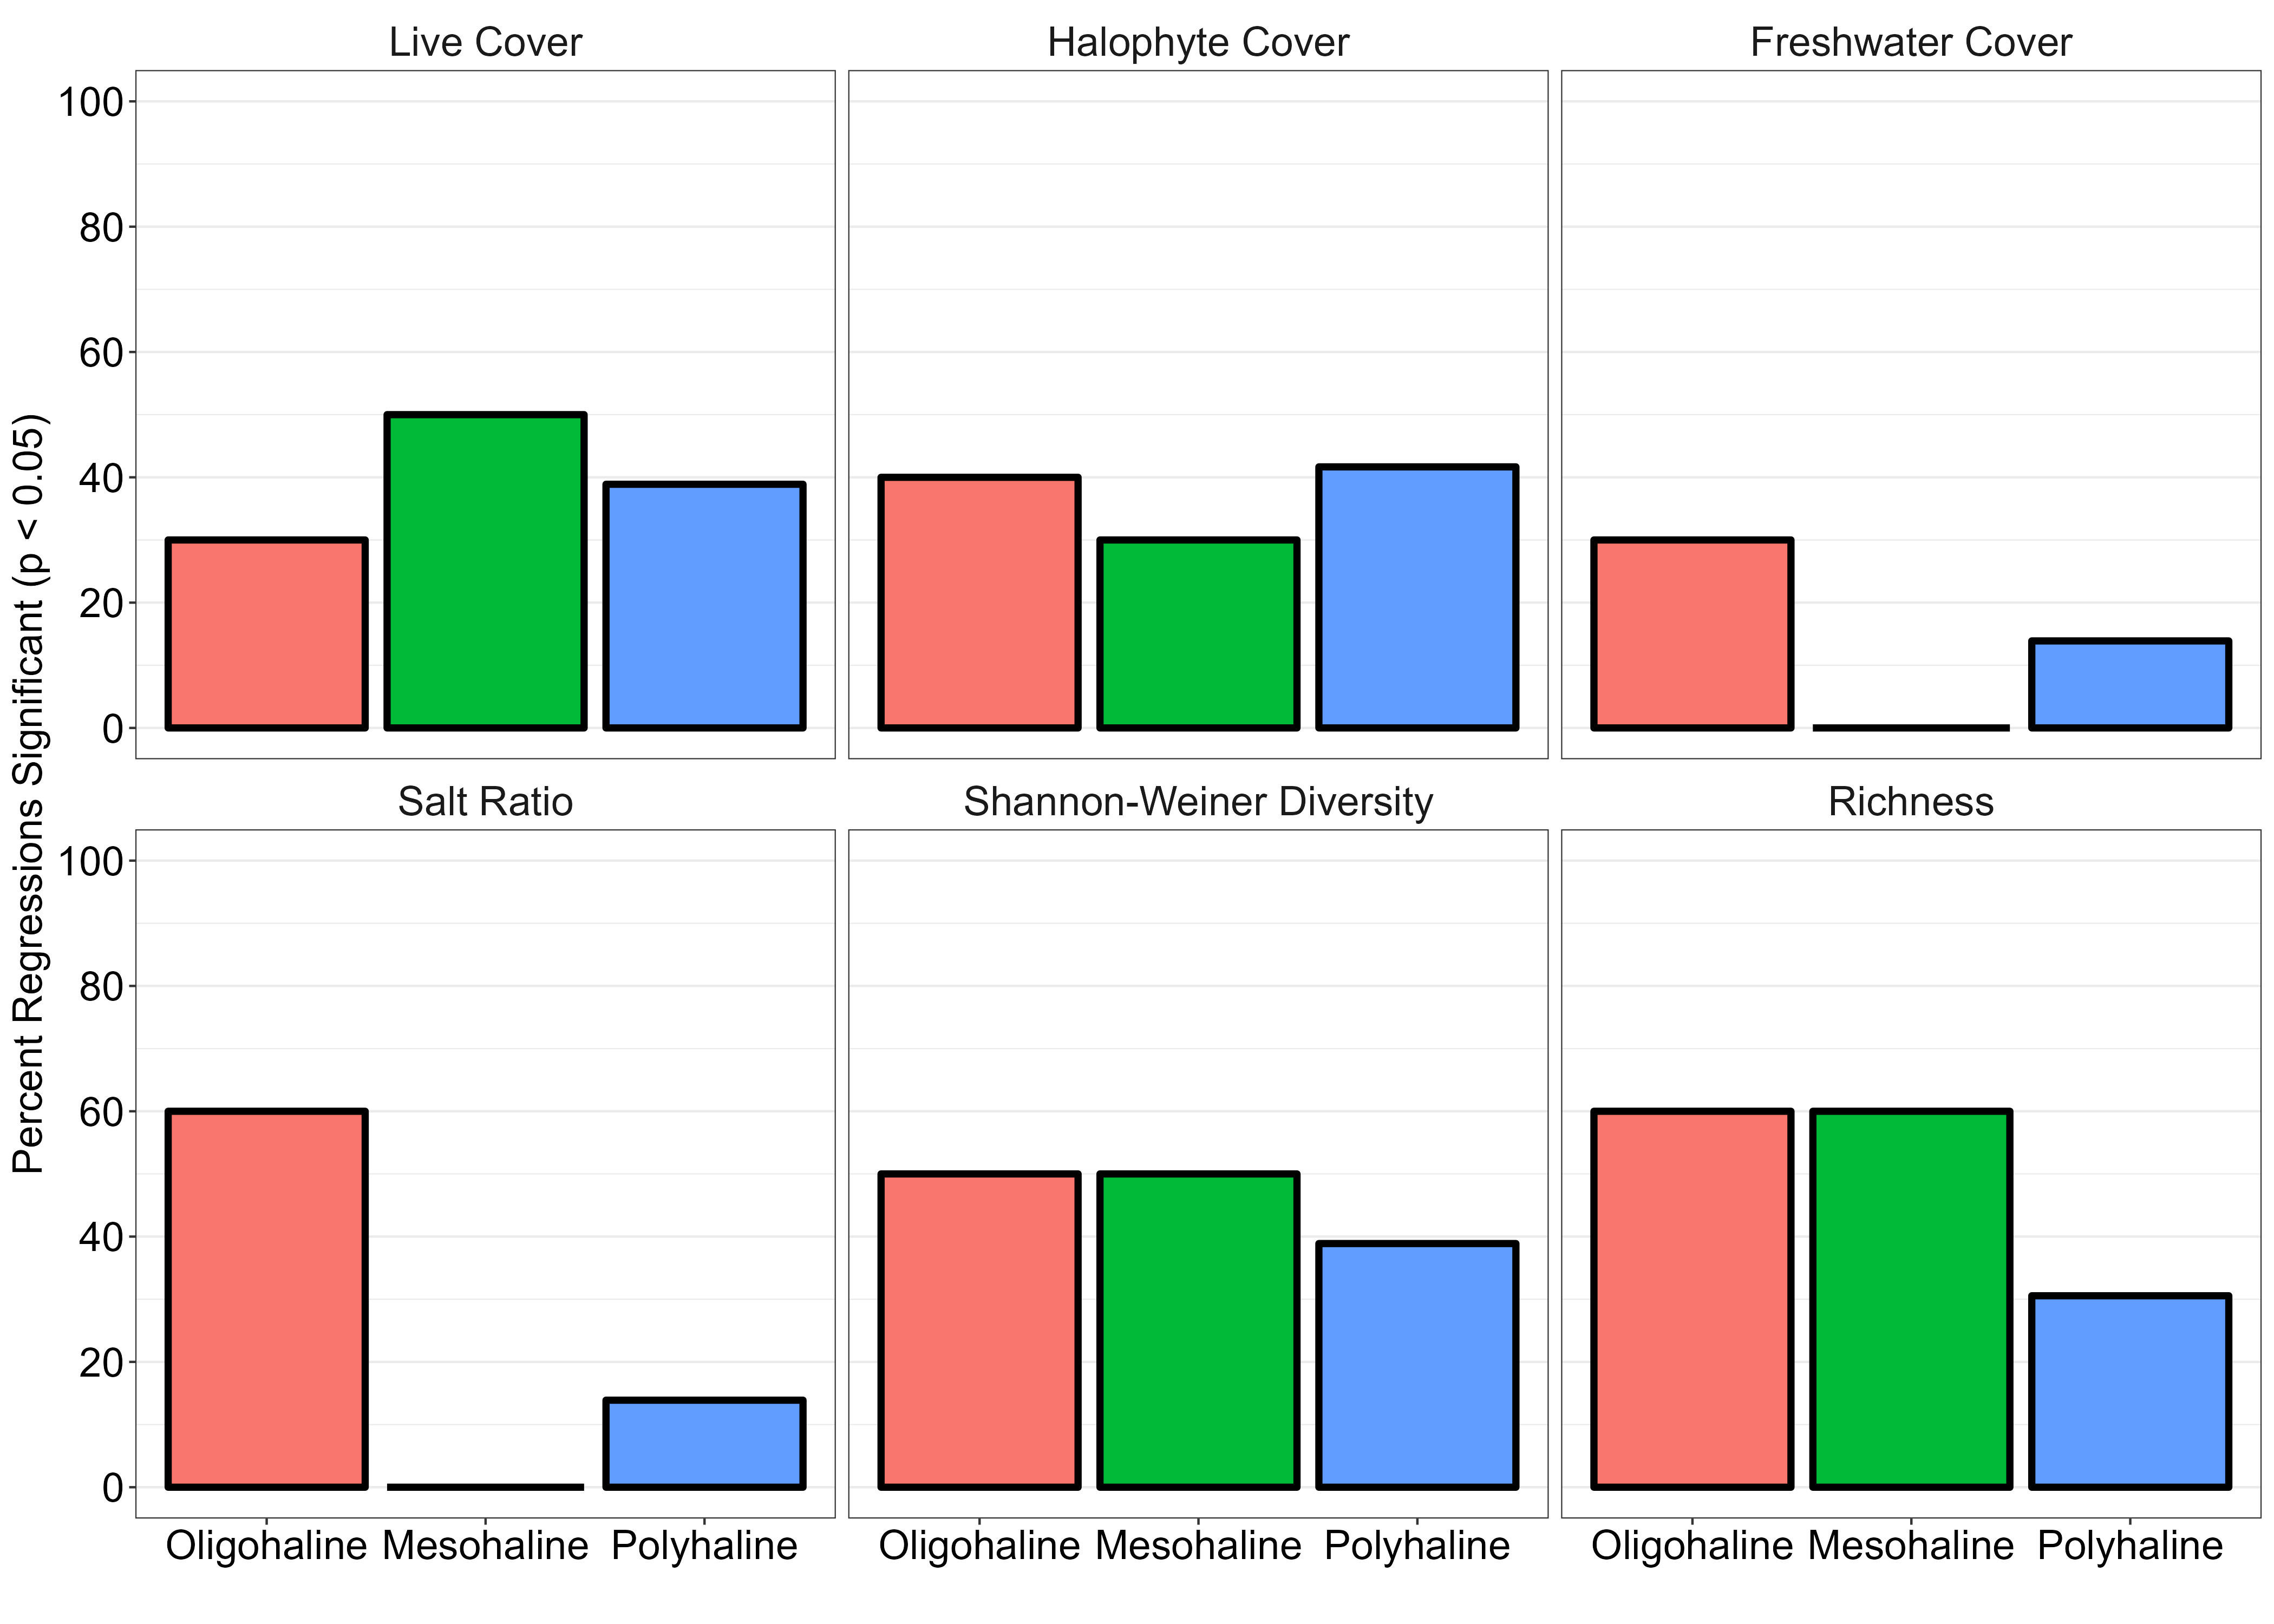 Live Cover
Halophyte Cover
Freshwater Cover
100
80
60
40
20
0
Percent Regressions Significant (p < 0.05)
Salt Ratio
Shannon-Weiner Diversity
Richness
100
80
60
40
20
0
Oligohaline Mesohaline Polyhaline
Oligohaline Mesohaline Polyhaline
Oligohaline Mesohaline Polyhaline